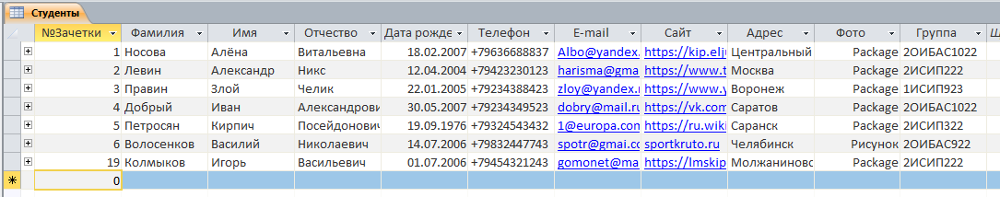 Студенты
№Зачетки Фамилия Имя Отчество Дата рожде Телефон E-mail Сайт Адрес Фото Группа
1 Носова Алёна Витальевна 18.02.2007 +79636688837 Albo@yandex. https://kip.elj Центральный Package 2ОИБАС1022
2 Левин Александр Никс 12.04.2004 +79423230123 harisma@gma https://www.t Москва Package 2ИСИП222
3 Правин Злой Челик 22.01.2005 +79234388423 zloy@yandex.r https://www.y Воронеж Package 1ИСИП923
4 Добрый Иван Александрови 30.05.2007 +79234349523 dobry@mail.ru https://vk.com Саратов Package 2ОИБАС1022
5 Петросян Кирпич Посейдонович 19.09.1976 +79324543432 1@europa.com https://ru.wiki Саранск Package 2ИСИП322
6 Волосенков Василий Николаевич 14.07.2006 +79832447743 spotr@gmai.co sportkruto.ru Челябинск Рисунок 2ОИБАС922
19 Колмыков Игорь Васильевич 01.07.2006 +79454321243 gomonet@ma https://lmskip Молжаниново Package 2ИСИП222
0